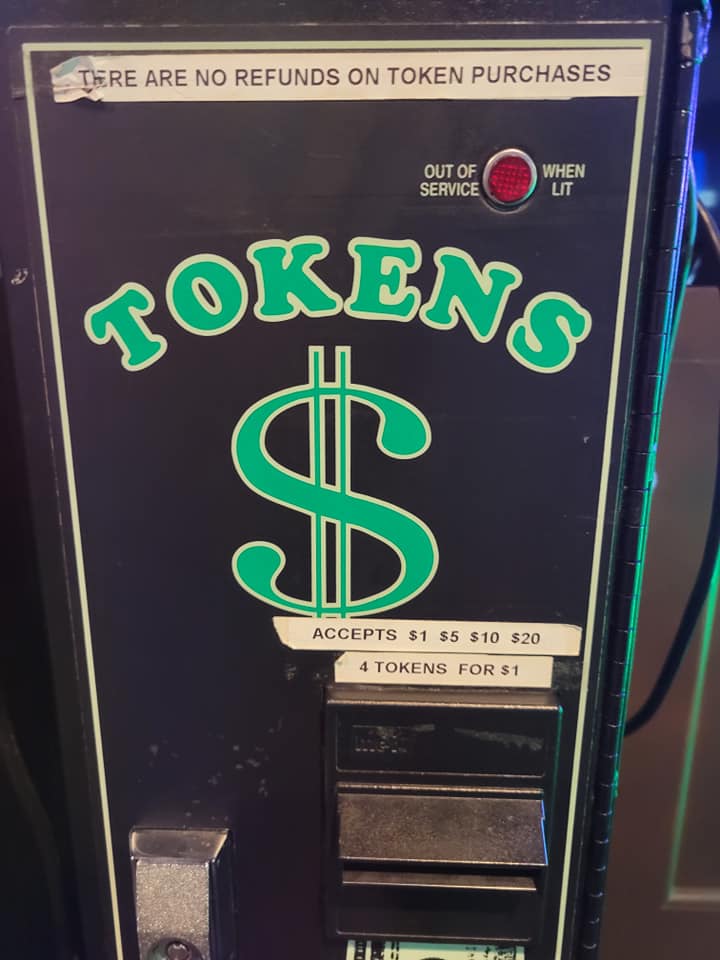 THERE ARE NO REFUNDS ON TOKEN PURCHASES
OUT OF SERVICE
WHEN LIT
TOKENS
$
ACCEPTS $1 $5 $10 $20
4 TOKENS FOR $1